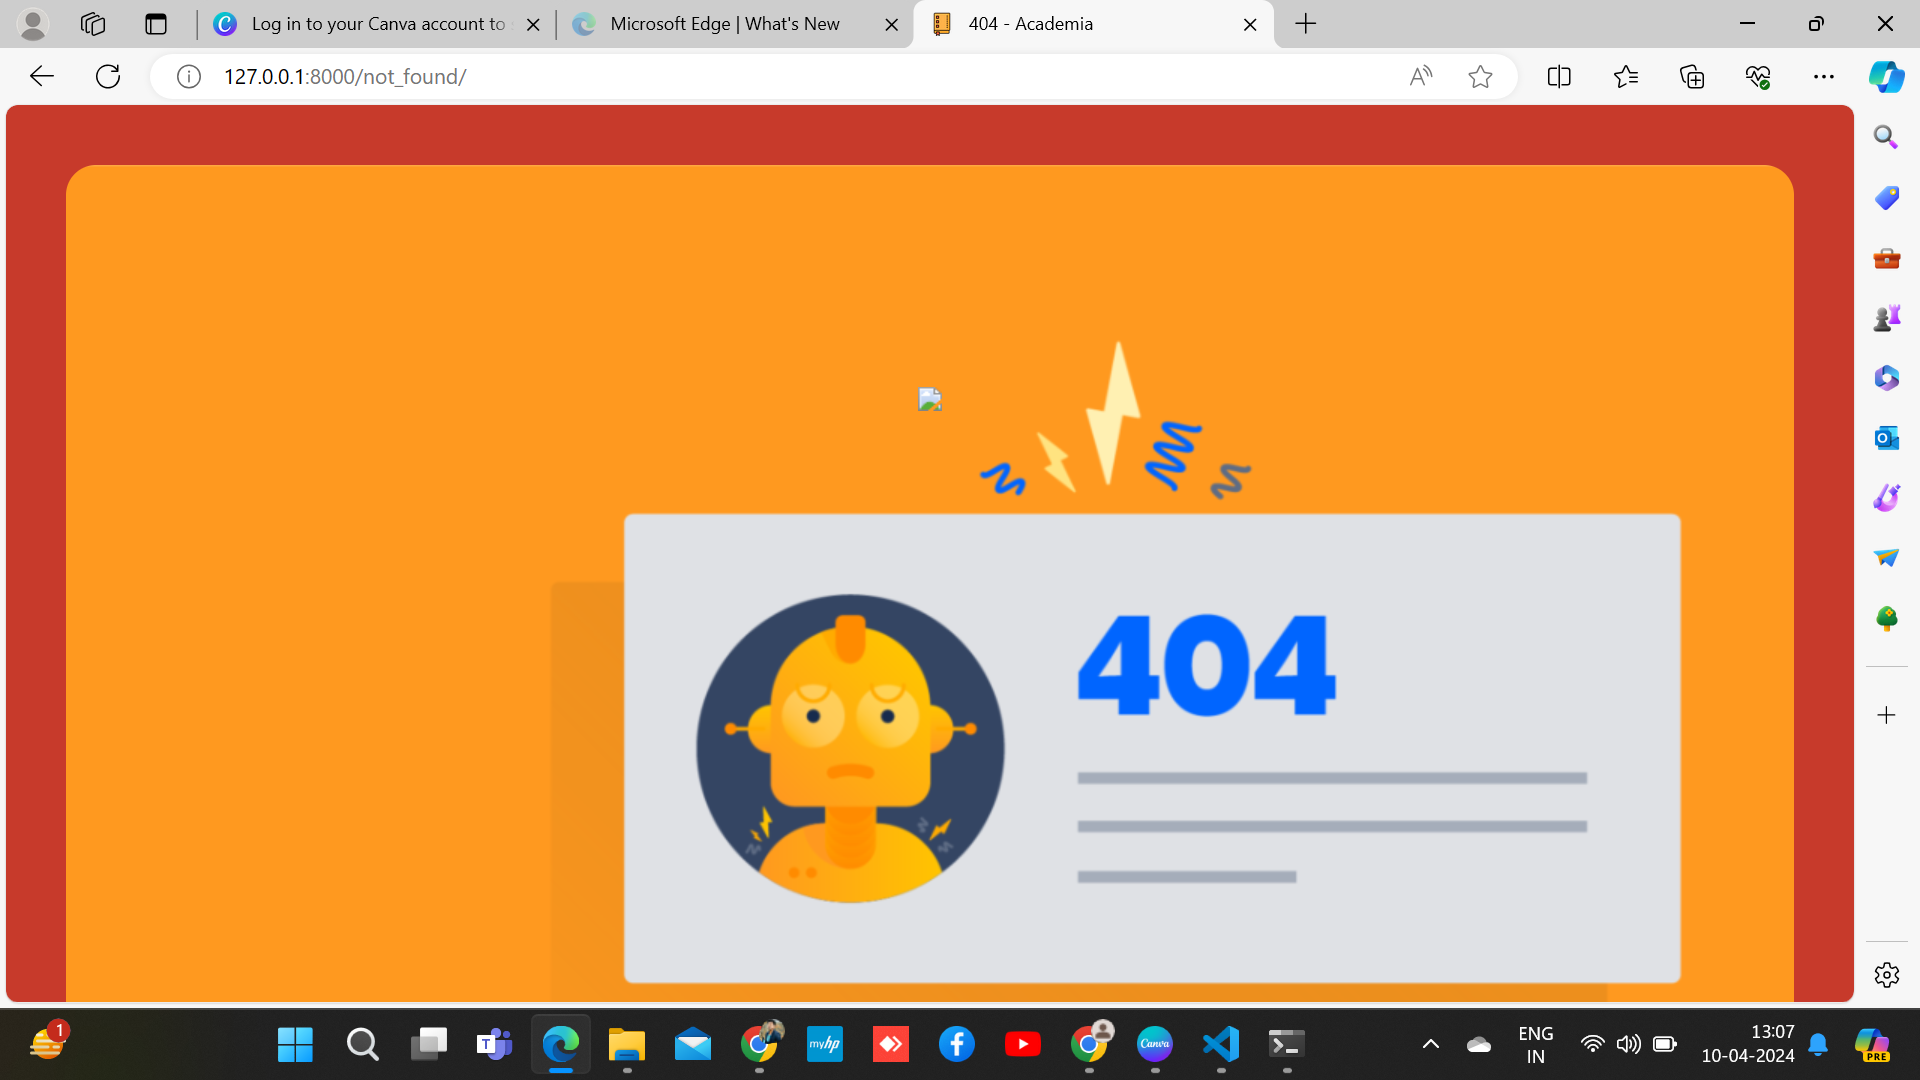 Log in to your Canva account to
Microsoft Edge | What's New
404 - Academia
127.0.0.1:8000/not_found/
404
1
T
myhp
Canva
ENG
IN
13:07
10-04-2024
PRE